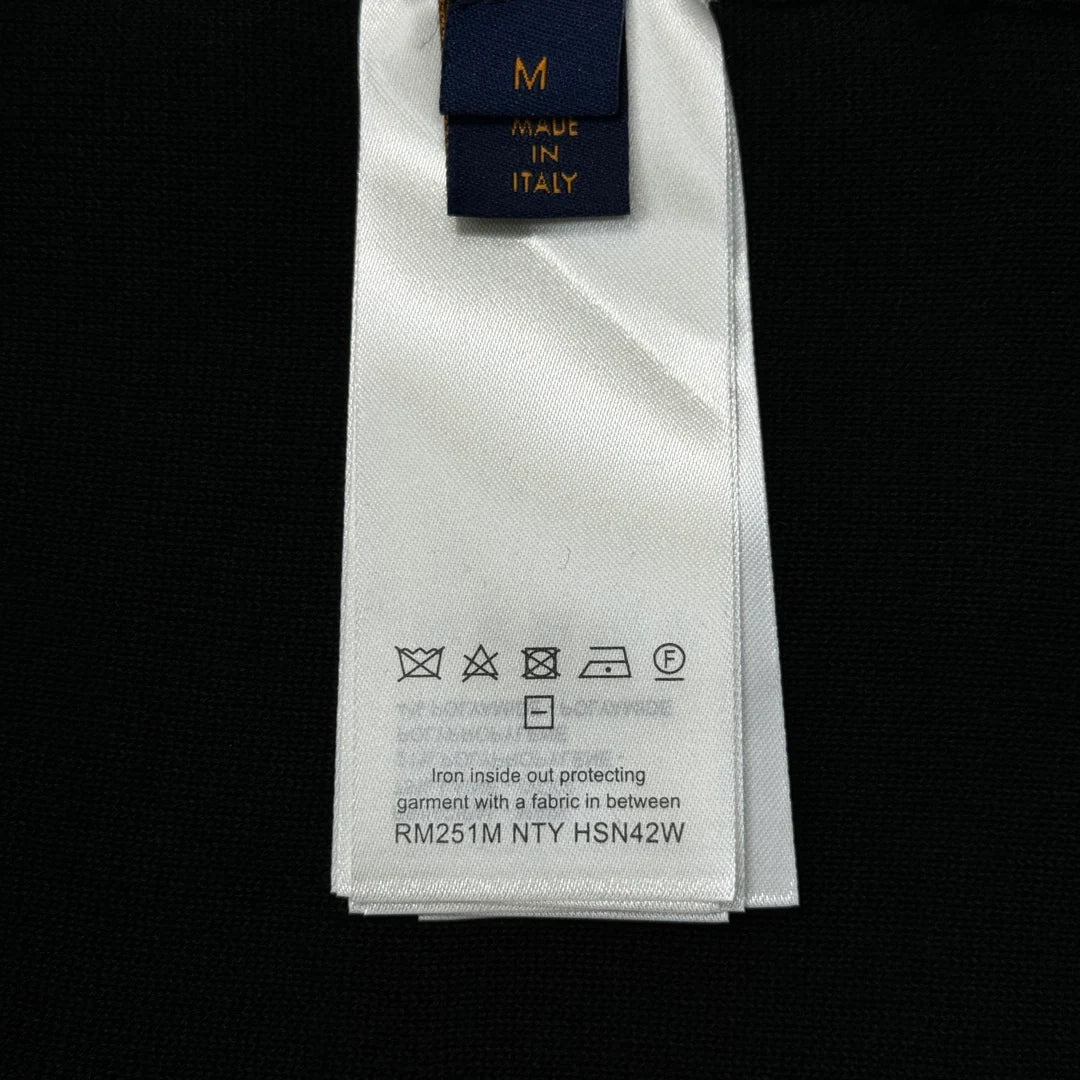 M
MADE
IN
ITALY
F
Iron inside out protecting
garment with a fabric in between
RM251M NTY HSN42W